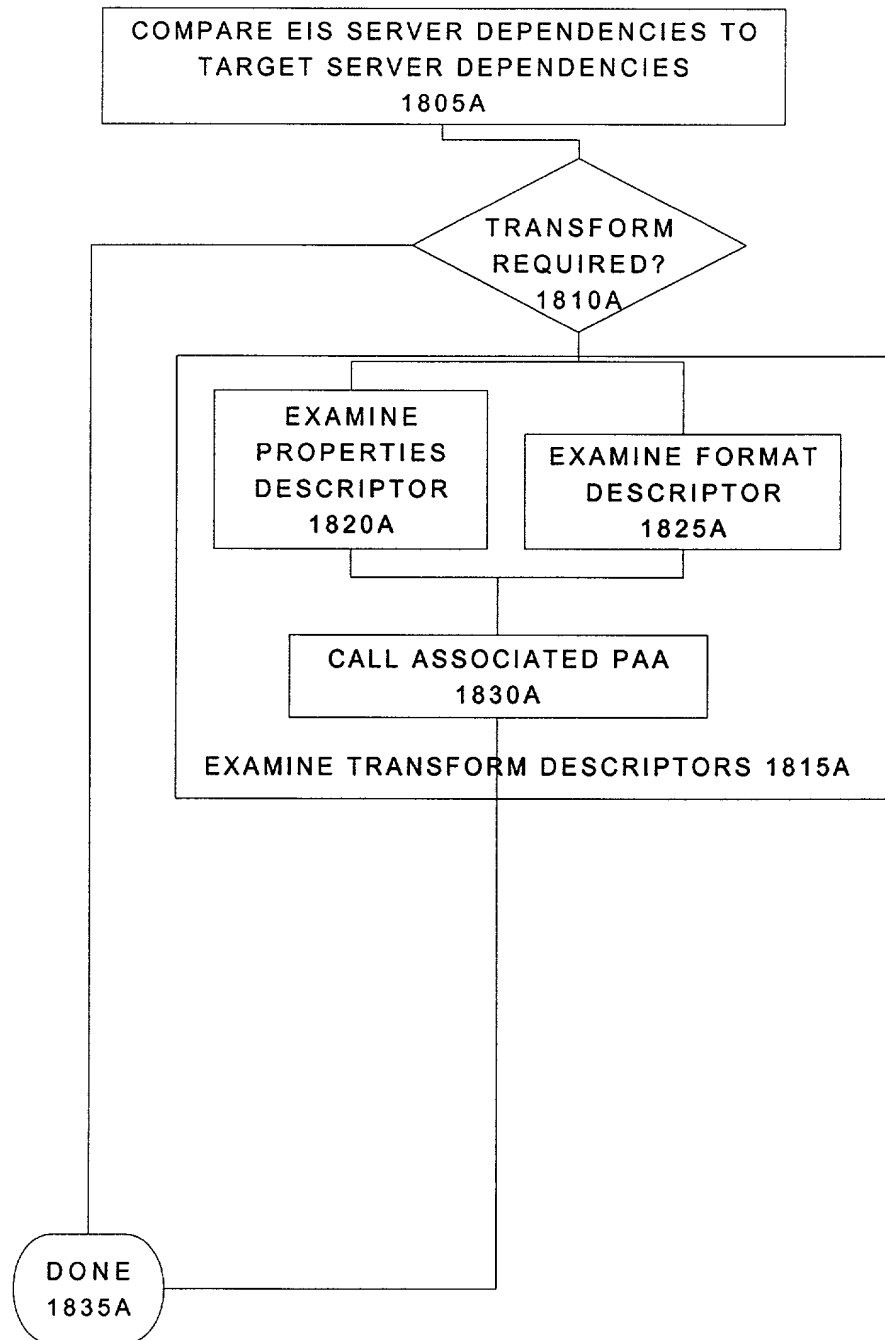 COMPARE EIS SERVER DEPENDENCIES TO
TARGET SERVER DEPENDENCIES
1805A
TRANSFORM
REQUIRED?
1810A
EXAMINE
PROPERTIES
DESCRIPTOR
1820A
EXAMINE FORMAT
DESCRIPTOR
1825A
CALL ASSOCIATED PAA
1830A
EXAMINE TRANSFORM DESCRIPTORS 1815A
DONE
1835A